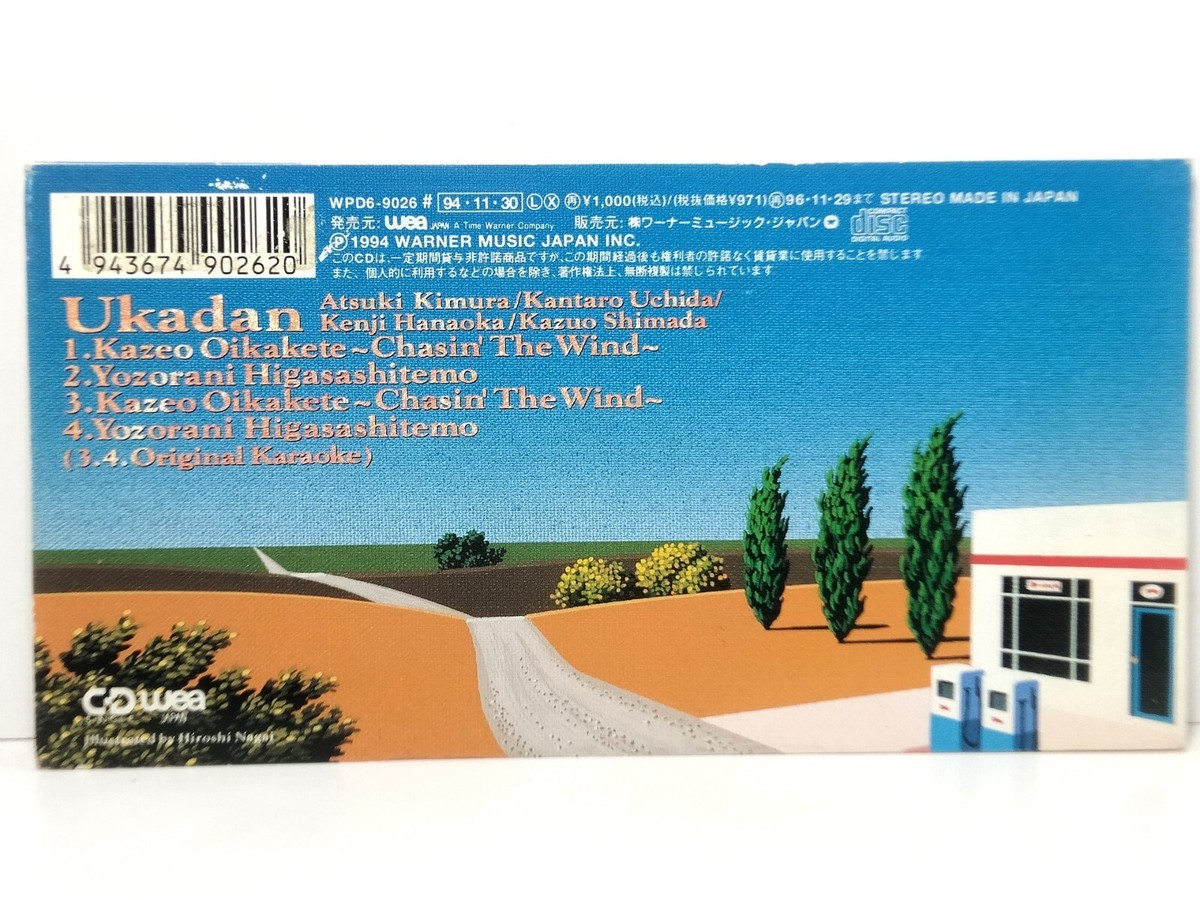 WPD6-9026 # 94・11・30 Ⓛ Ⓧ ㊐ ¥1,000(税込)/(税抜価格¥971) 96・11・29まで STEREO MADE IN JAPAN
発売元: wea JAPAN A Time Warner Company 販売元: ㈱ワーナーミュージック・ジャパン
COMPACT disc DIGITAL AUDIO
Ⓟ1994 WARNER MUSIC JAPAN INC.
このCDは、一定期間貸与非許諾商品ですが、この期間経過後も権利者の許諾なく賃貸業に使用することを禁じます
また、個人的に利用するなどの場合を除き、著作権法上、無断複製は禁じられています
4 943674 902620
Ukadan Atsuki Kimura/Kantaro Uchida/
Kenji Hanaoka/Kazuo Shimada
1.Kazeo Oikakete ~Chasin' The Wind~
2.Yozorani Higasashitemo
3.Kazeo Oikakete ~Chasin' The Wind~
4.Yozorani Higasashitemo
(3.4.Original Karaoke)
CD wea
JAPAN
Illustrated by Hiroshi Nagai